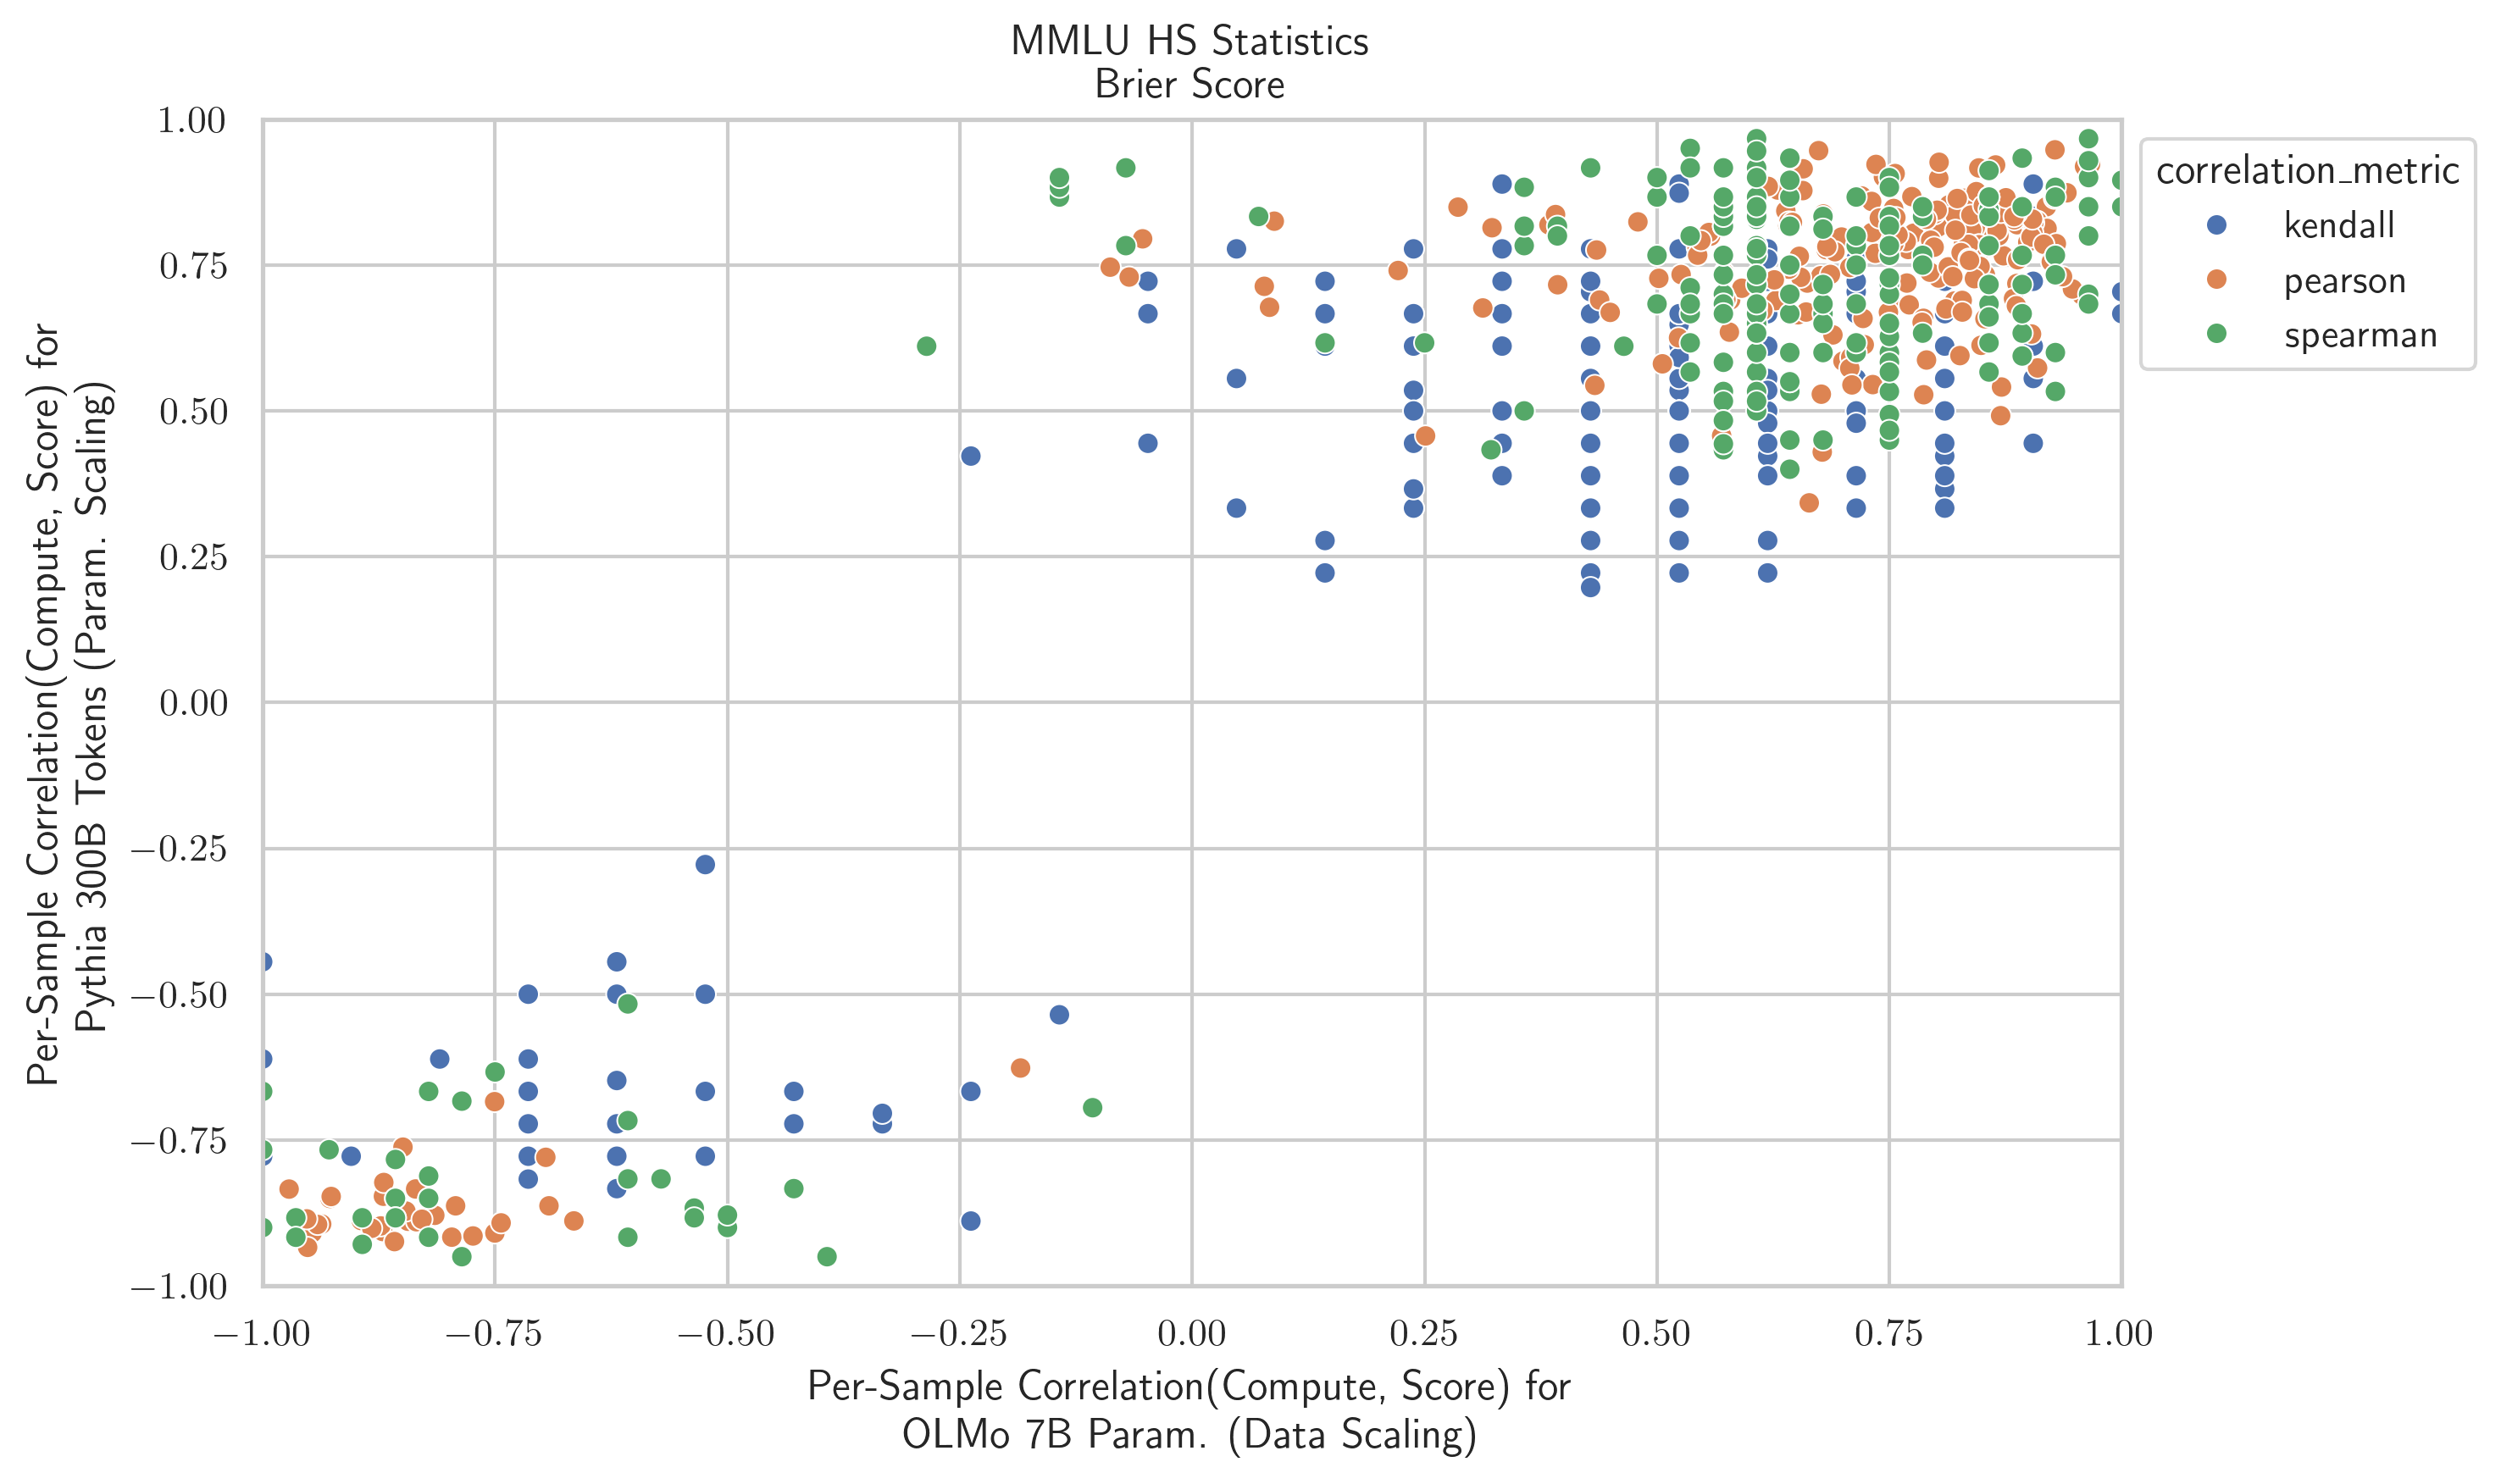 MMLU HS Statistics
Brier Score
Per-Sample Correlation(Compute, Score) for
Pythia 300B Tokens (Param. Scaling)
1.00
0.75
0.50
0.25
0.00
−0.25
−0.50
−0.75
−1.00
−1.00 −0.75 −0.50 −0.25 0.00 0.25 0.50 0.75 1.00
Per-Sample Correlation(Compute, Score) for
OLMo 7B Param. (Data Scaling)
correlation_metric
kendall
pearson
spearman